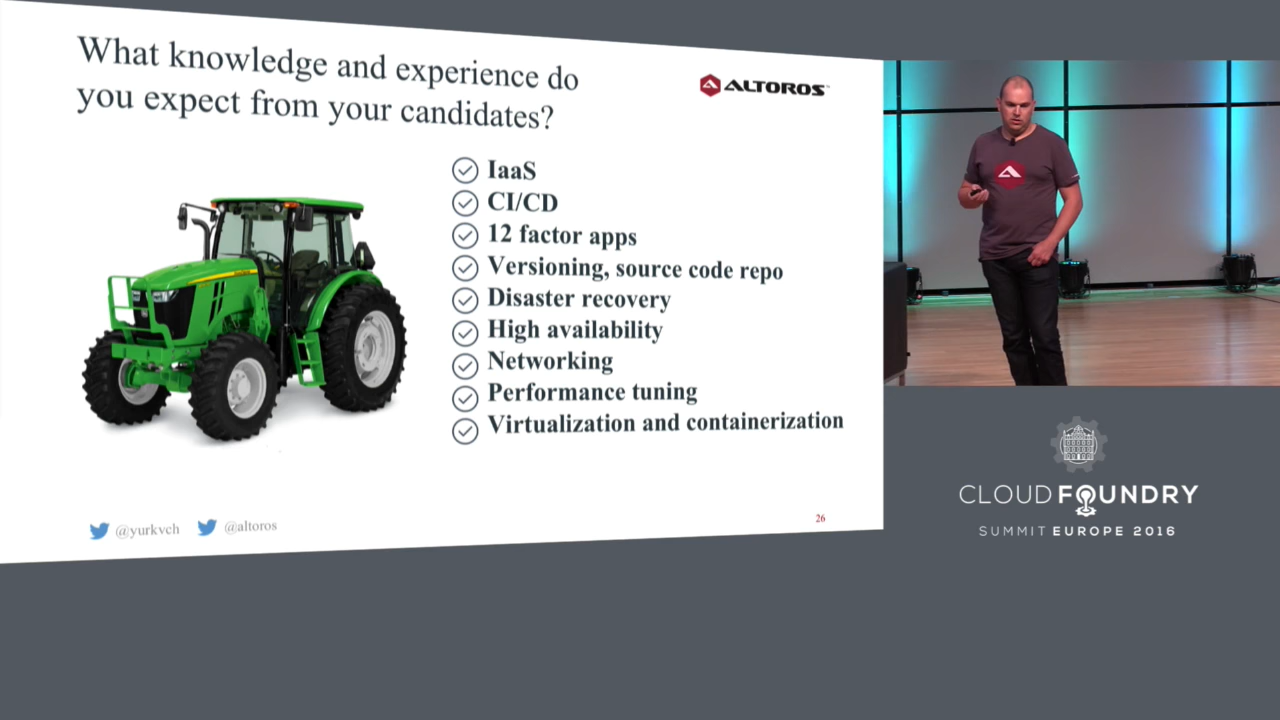 What knowledge and experience do
you expect from your candidates?
ALTOROS
IaaS
CI/CD
12 factor apps
Versioning, source code repo
Disaster recovery
High availability
Networking
Performance tuning
Virtualization and containerization
@yurkvch @altoros
26
CLOUD FOUNDRY
SUMMIT EUROPE 2016